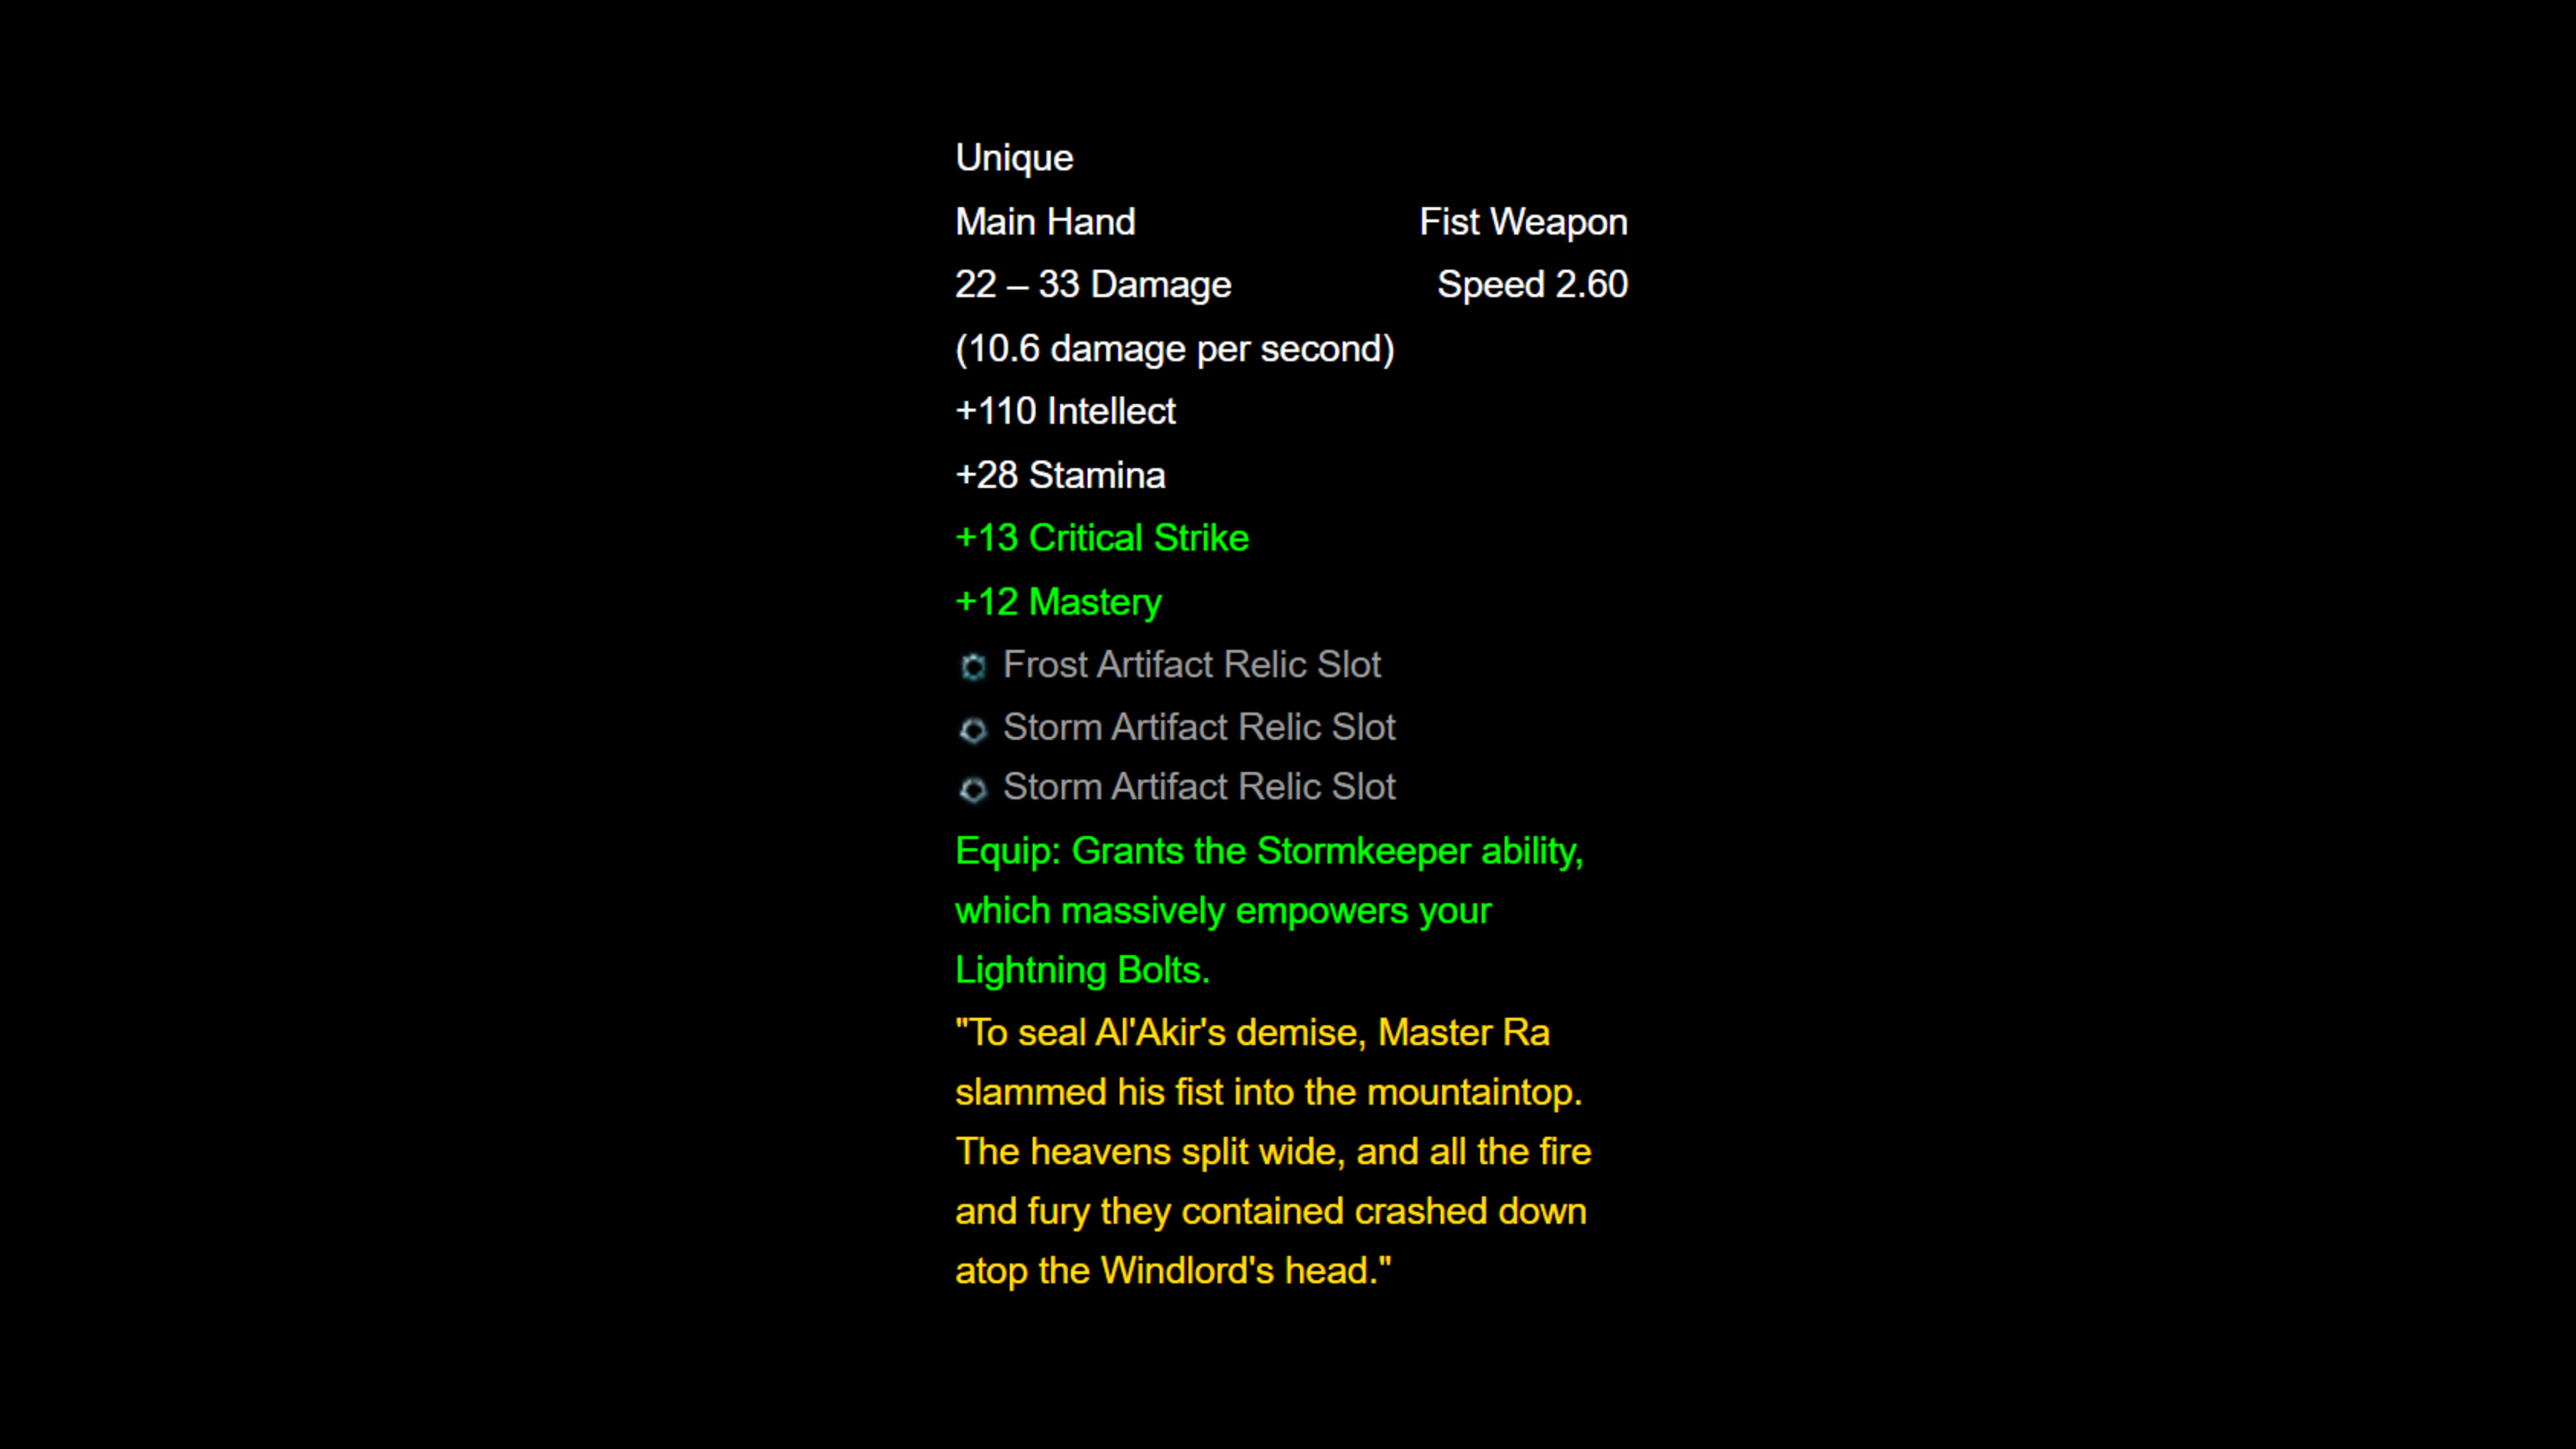 Unique
Main Hand Fist Weapon
22 – 33 Damage Speed 2.60
(10.6 damage per second)
+110 Intellect
+28 Stamina
+13 Critical Strike
+12 Mastery
Frost Artifact Relic Slot
Storm Artifact Relic Slot
Storm Artifact Relic Slot
Equip: Grants the Stormkeeper ability,
which massively empowers your
Lightning Bolts.
"To seal Al'Akir's demise, Master Ra
slammed his fist into the mountaintop.
The heavens split wide, and all the fire
and fury they contained crashed down
atop the Windlord's head."